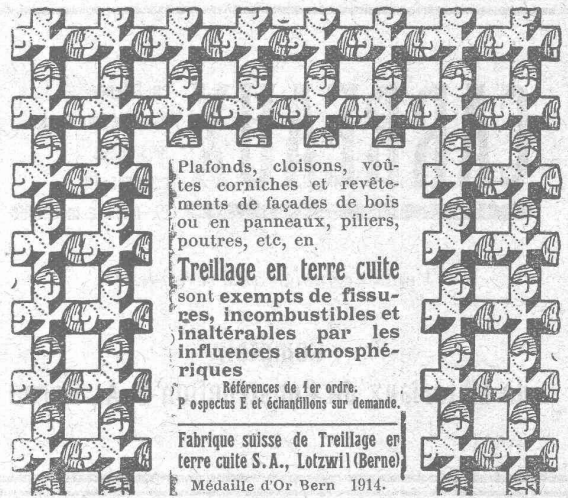 Plafonds, cloisons, voû-
tes corniches et revête-
ments de façades de bois
ou en panneaux, piliers,
poutres, etc, en
Treillage en terre cuite
sont exempts de fissu-
res, incombustibles et
inaltérables par les
influences atmosphé-
riques
Références de 1er ordre.
P ospectus E et échantillons sur demande.
Fabrique suisse de Treillage en
terre cuite S.A., Lotzwil (Berne)
Médaille d'Or Bern 1914.